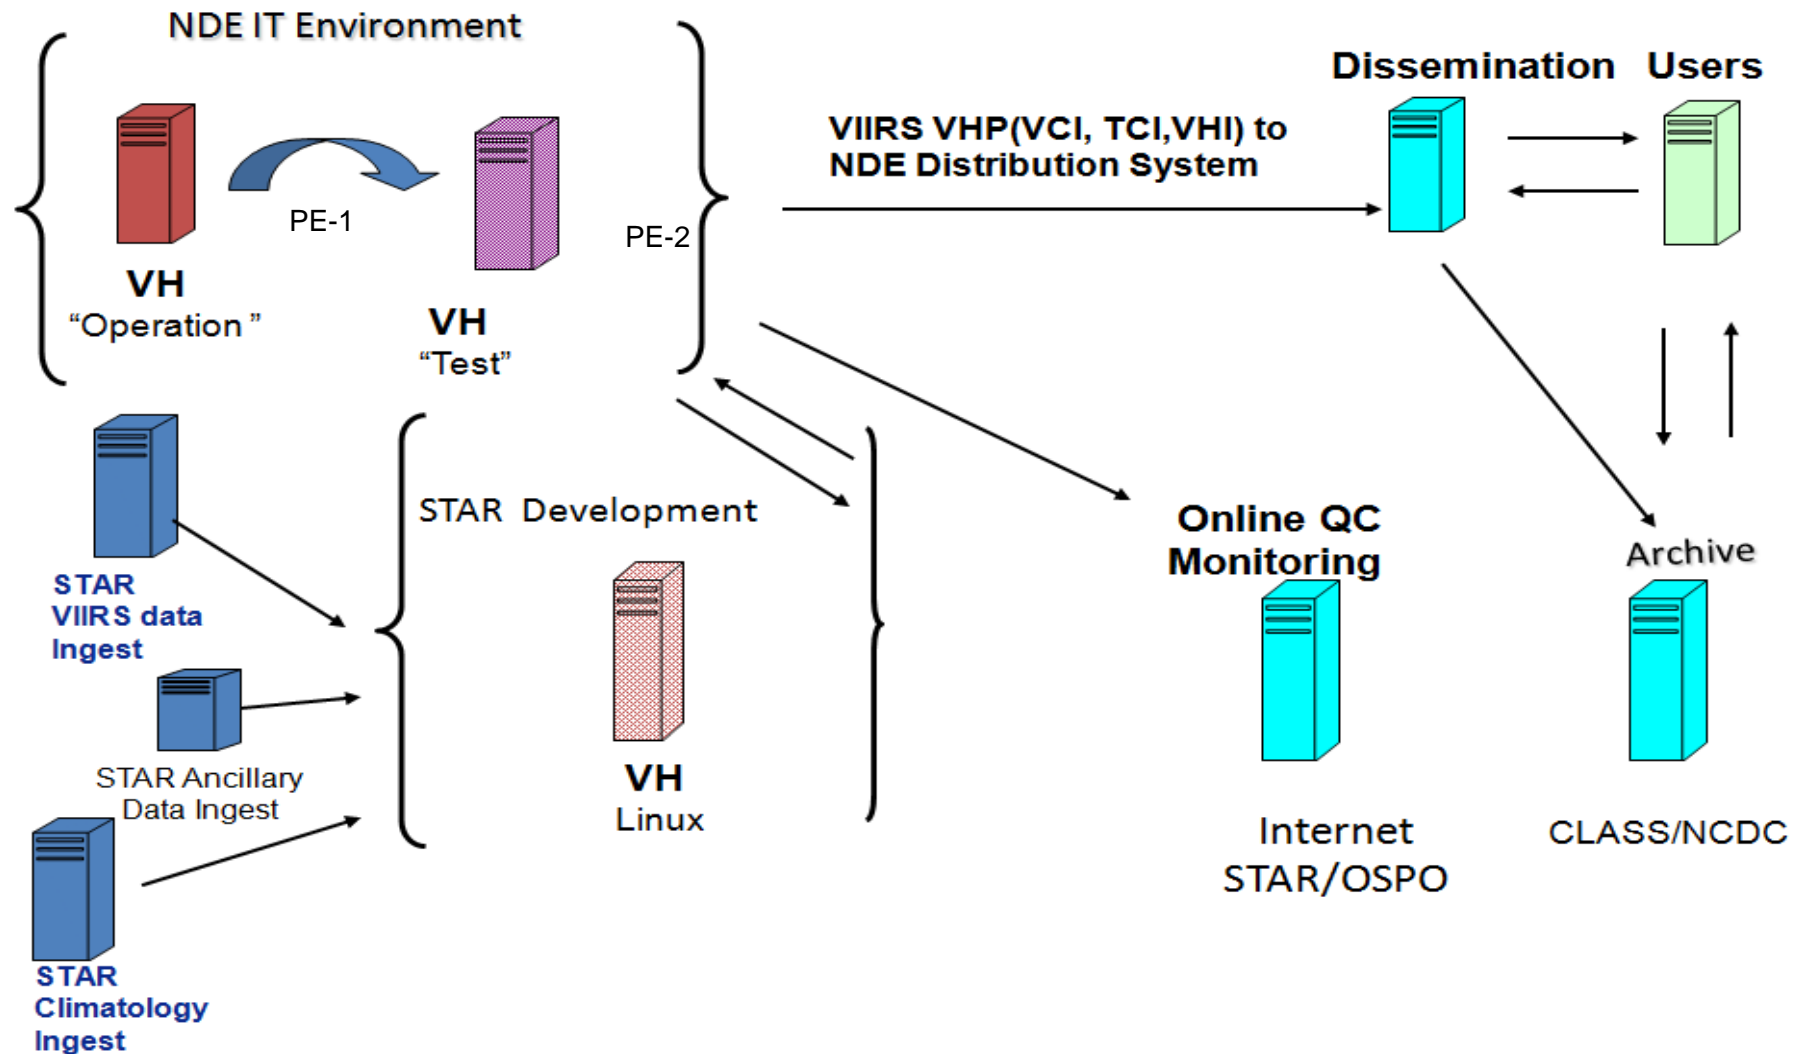 NDE IT Environment
Dissemination
Users
VIIRS VHP(VCI, TCI,VHI) to
NDE Distribution System
PE-1
PE-2
VH
“Operation ”
VH
“Test”
STAR Development
Online QC
Monitoring
Archive
STAR
VIIRS data
Ingest
STAR Ancillary
Data Ingest
VH
Linux
Internet
STAR/OSPO
CLASS/NCDC
STAR
Climatology
Ingest